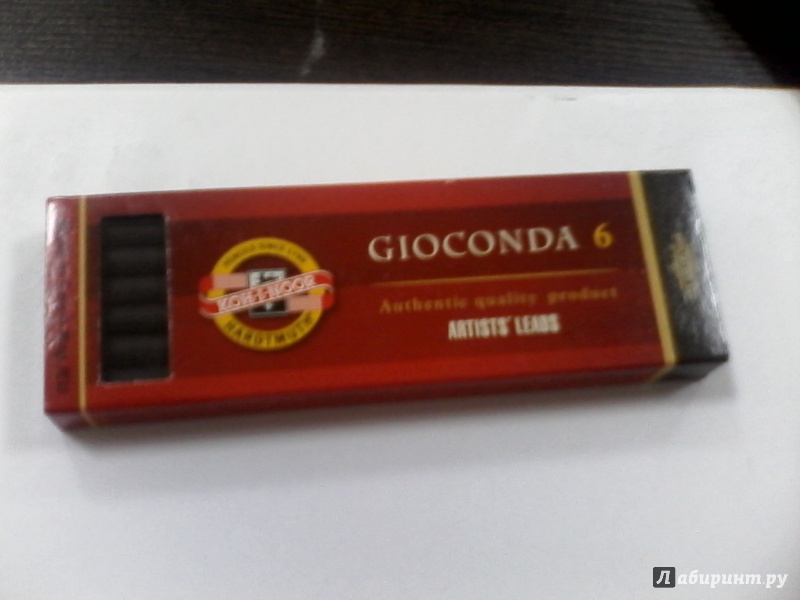 GIOCONDA 6
Authentic quality product
ARTISTS' LEADS
KOH-I-NOOR
HARDTMUTH
Лабиринт.ру